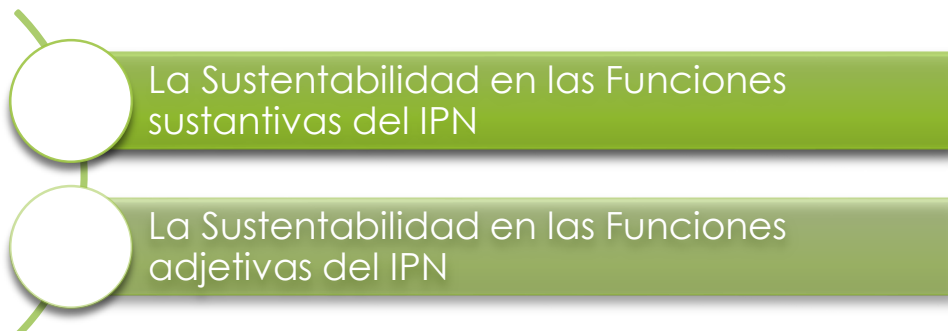 La Sustentabilidad en las Funciones
sustantivas del IPN
La Sustentabilidad en las Funciones
adjetivas del IPN